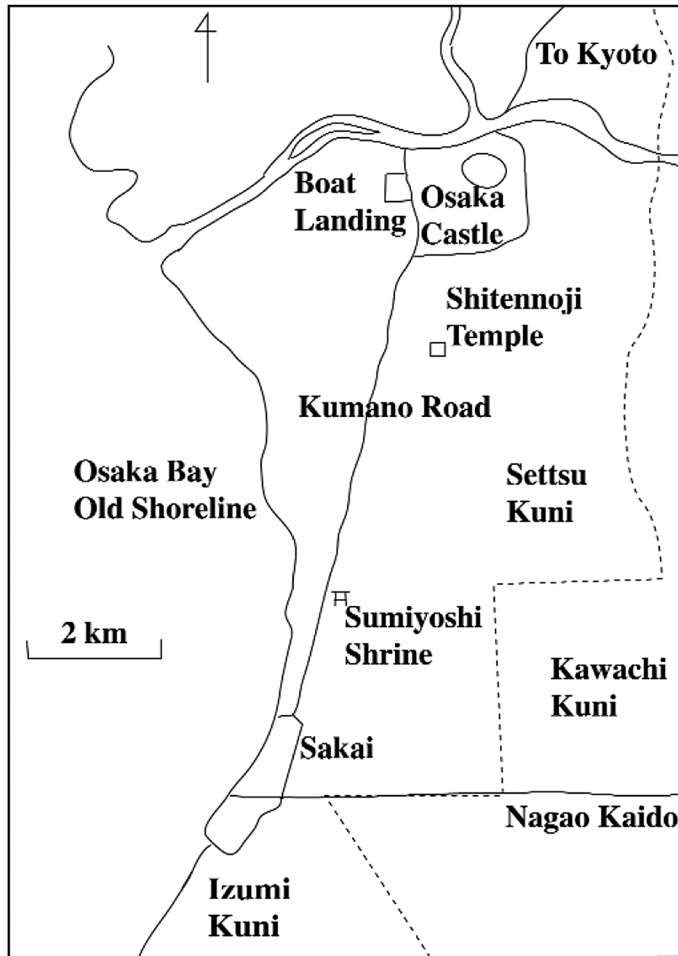 To Kyoto
Boat
Landing
Osaka
Castle
Shitennoji
Temple
Kumano Road
Osaka Bay
Old Shoreline
Settsu
Kuni
2 km
Sumiyoshi
Shrine
Kawachi
Kuni
Sakai
Nagao Kaido
Izumi
Kuni